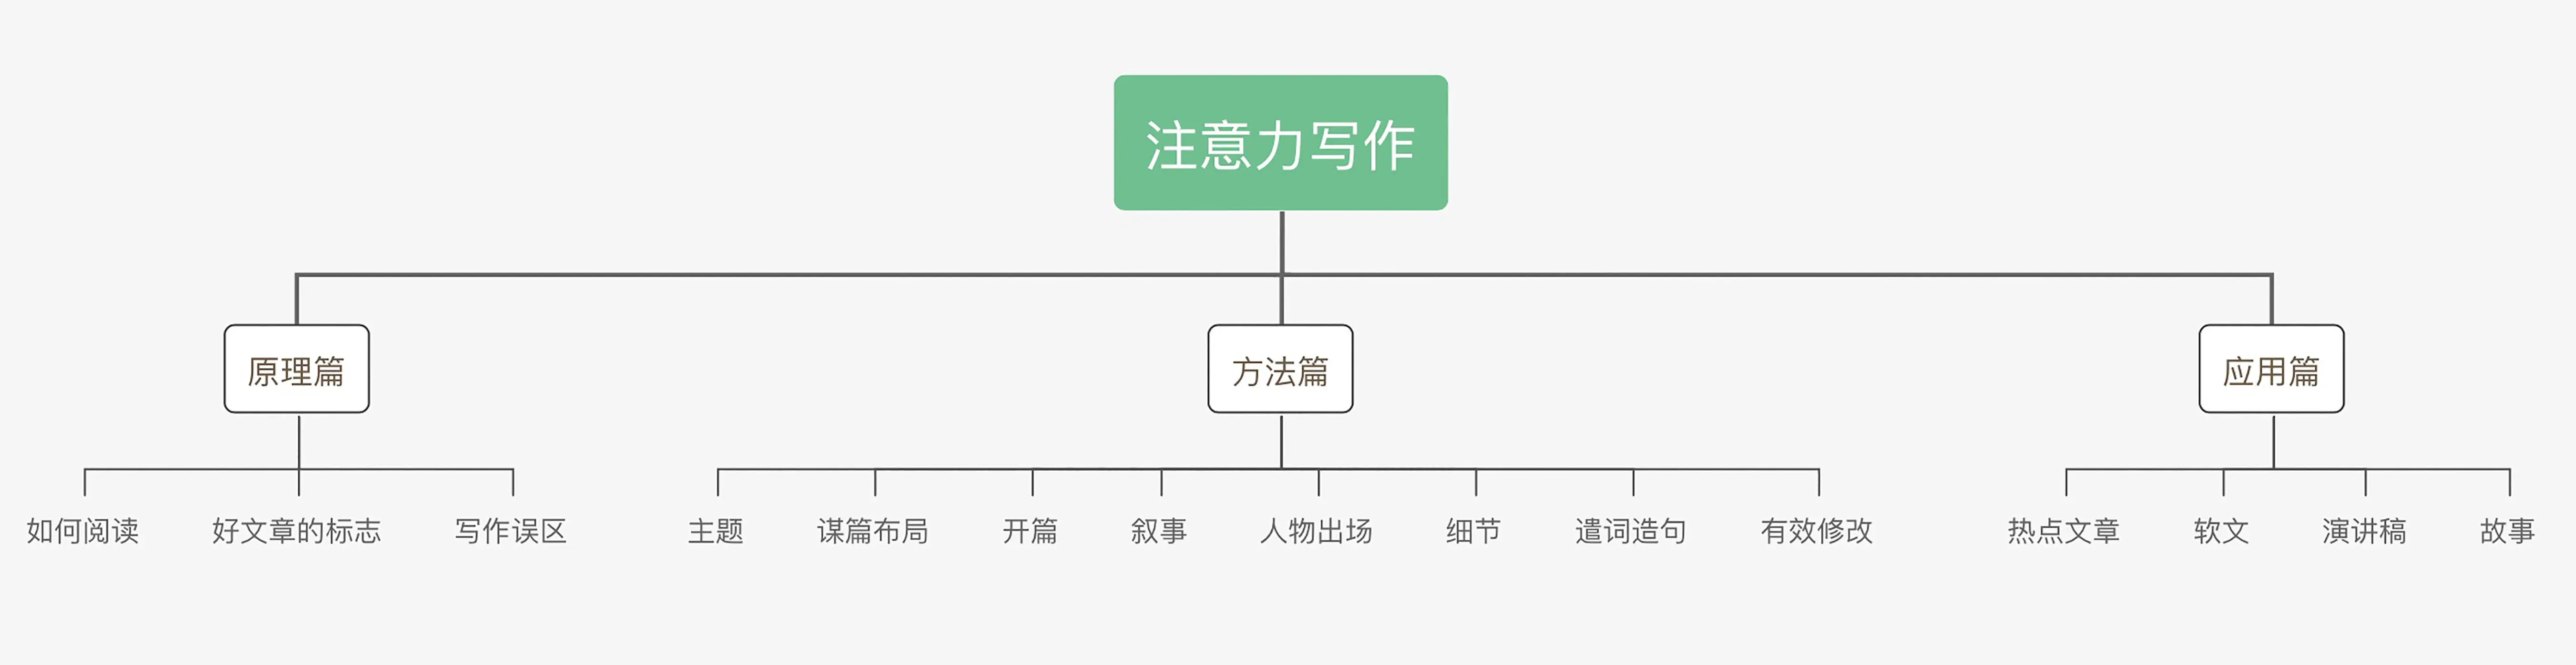 注意力写作
原理篇
方法篇
应用篇
如何阅读
好文章的标志
写作误区
主题
谋篇布局
开篇
叙事
人物出场
细节
遣词造句
有效修改
热点文章
软文
演讲稿
故事